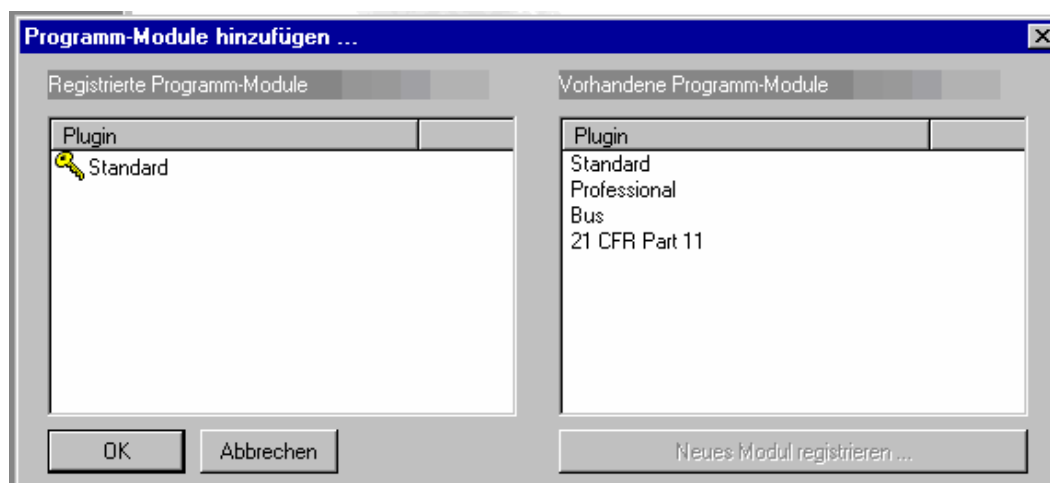 Programm-Module hinzufügen ...
Registrierte Programm-Module
Vorhandene Programm-Module
Plugin
Standard
Plugin
Standard
Professional
Bus
21 CFR Part 11
OK
Abbrechen
Neues Modul registrieren ...